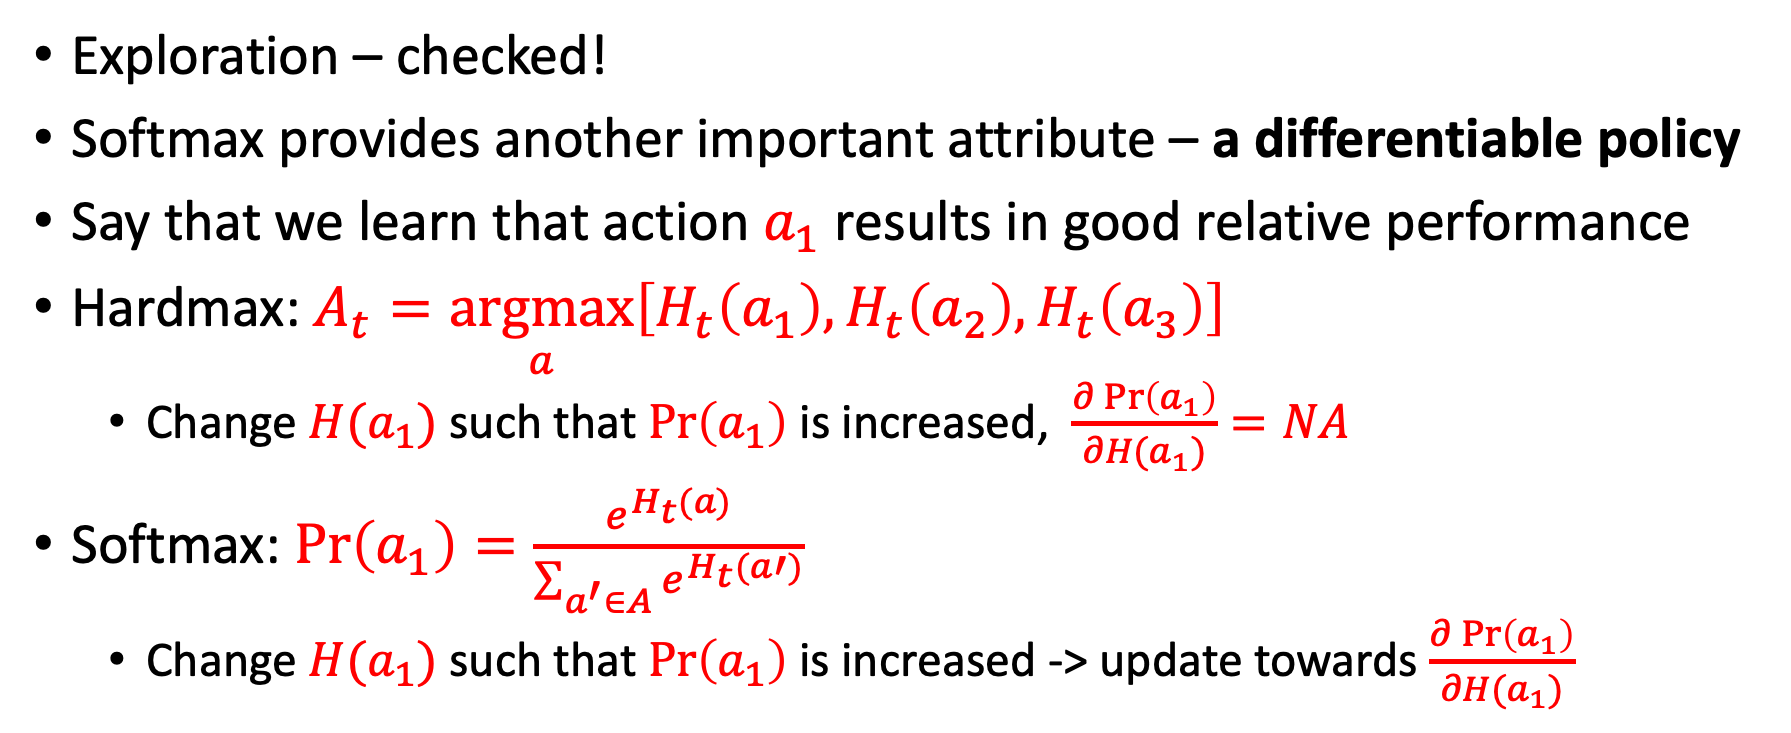 • Exploration – checked!
• Softmax provides another important attribute – a differentiable policy
• Say that we learn that action a₁ results in good relative performance
• Hardmax: Aₜ = argmax[Hₜ(a₁), Hₜ(a₂), Hₜ(a₃)]
a
• Change H(a₁) such that Pr(a₁) is increased, ∂ Pr(a₁) / ∂H(a₁) = NA
• Softmax: Pr(a₁) = e^{Hₜ(a)} / ∑_{a′∈A} e^{Hₜ(a′)}
• Change H(a₁) such that Pr(a₁) is increased -> update towards ∂ Pr(a₁) / ∂H(a₁)